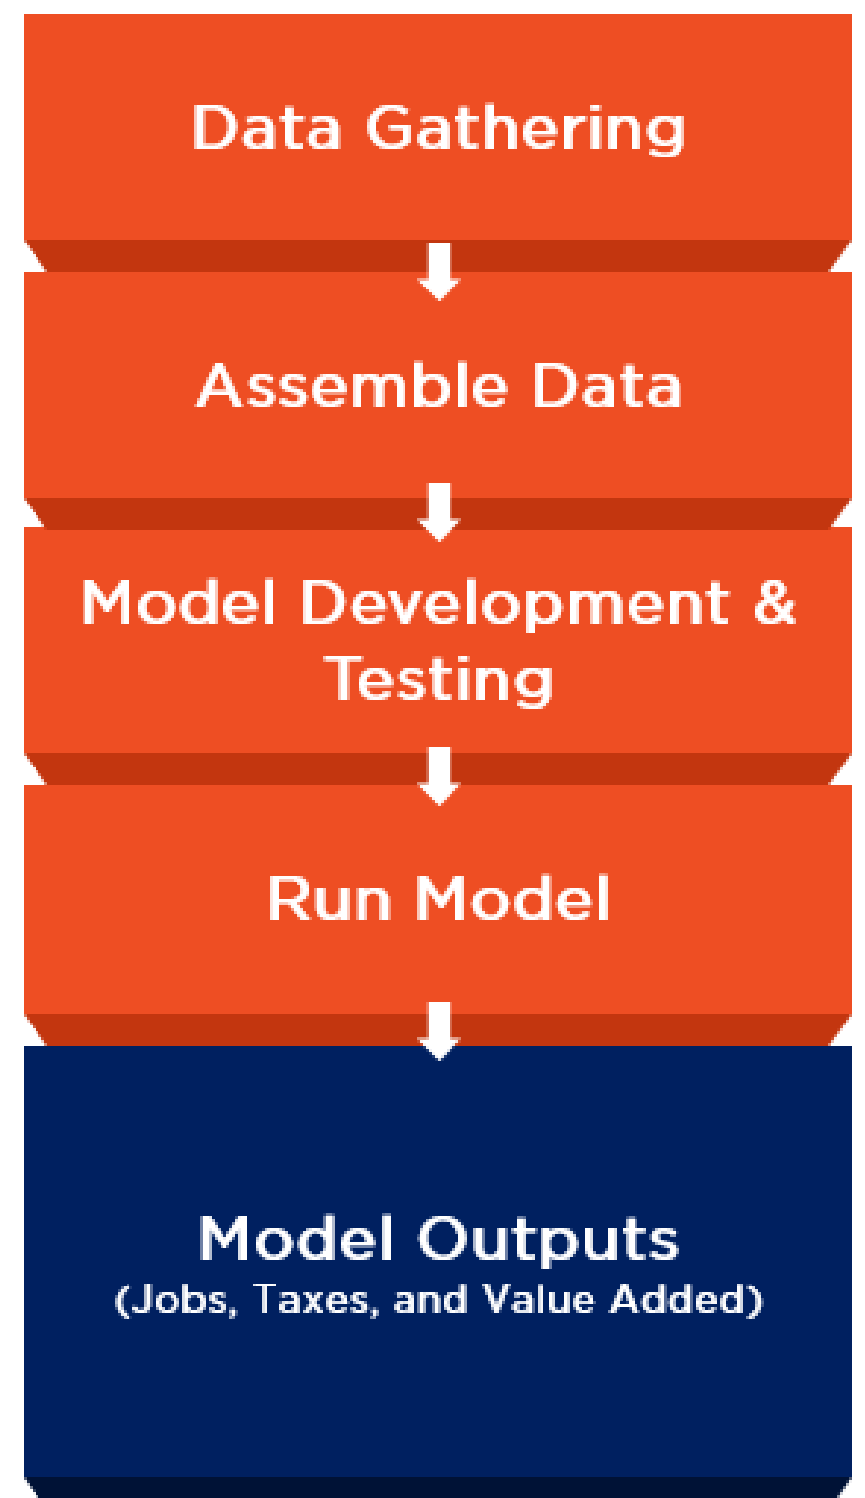 Data Gathering
Assemble Data
Model Development &
Testing
Run Model
Model Outputs
(Jobs, Taxes, and Value Added)